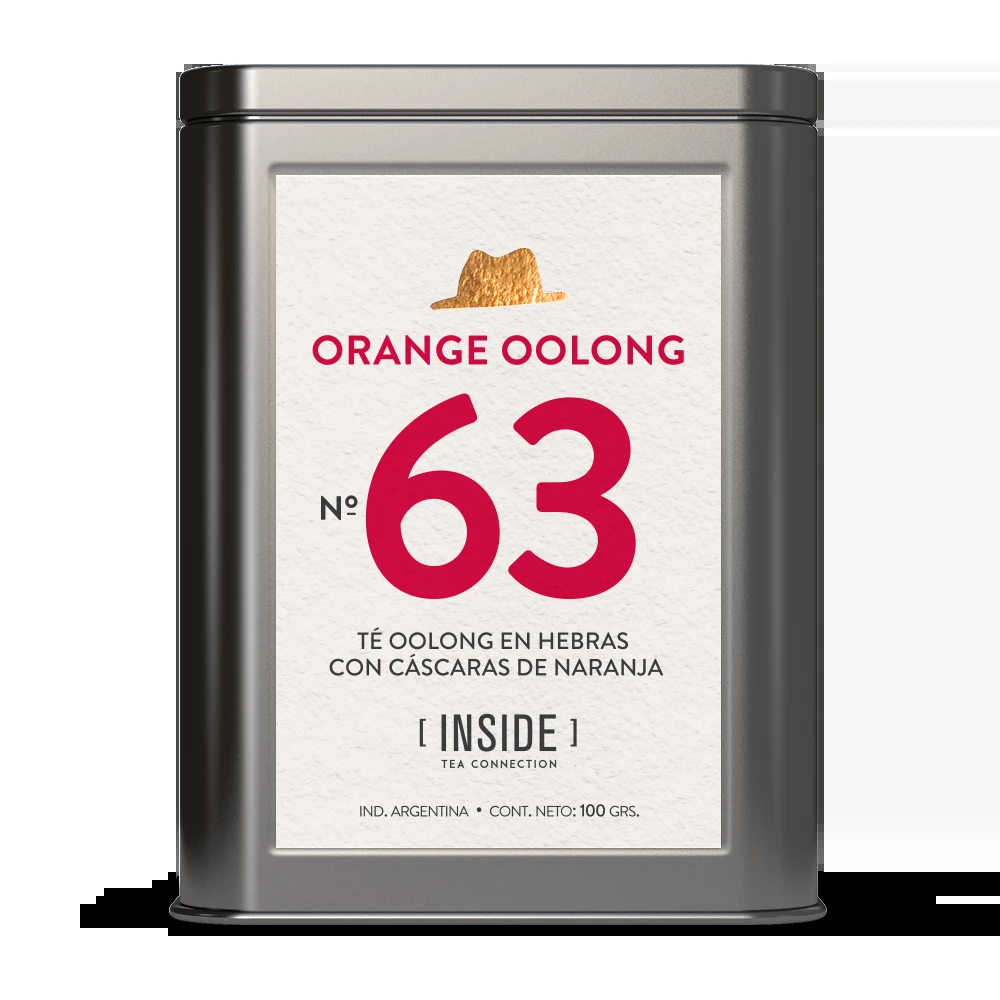 ORANGE OOLONG
Nº 63
TÉ OOLONG EN HEBRAS
CON CÁSCARAS DE NARANJA
[ INSIDE ]
TEA CONNECTION
IND. ARGENTINA • CONT. NETO: 100 GRS.